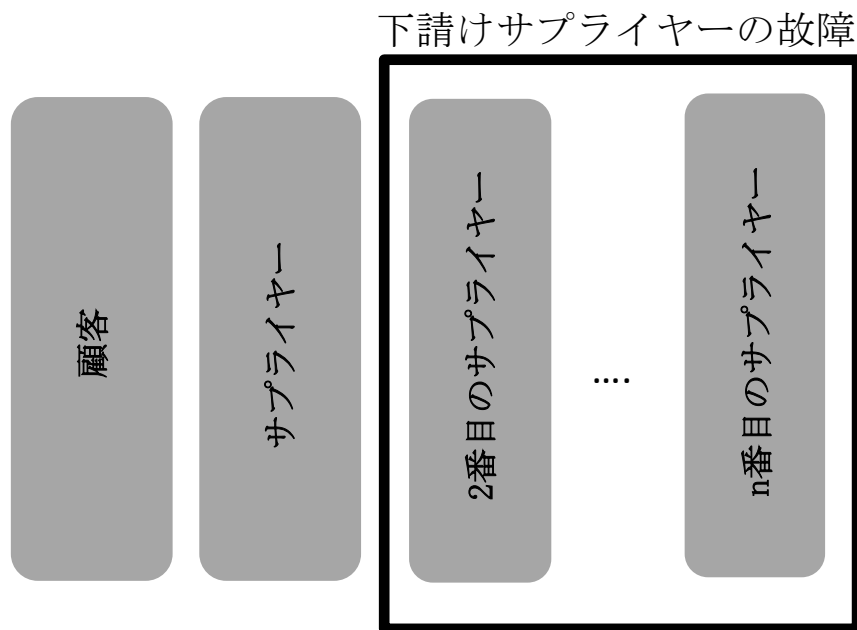 下請けサプライヤーの故障
顧客
サプライヤー
2番目のサプライヤー
....
n番目のサプライヤー